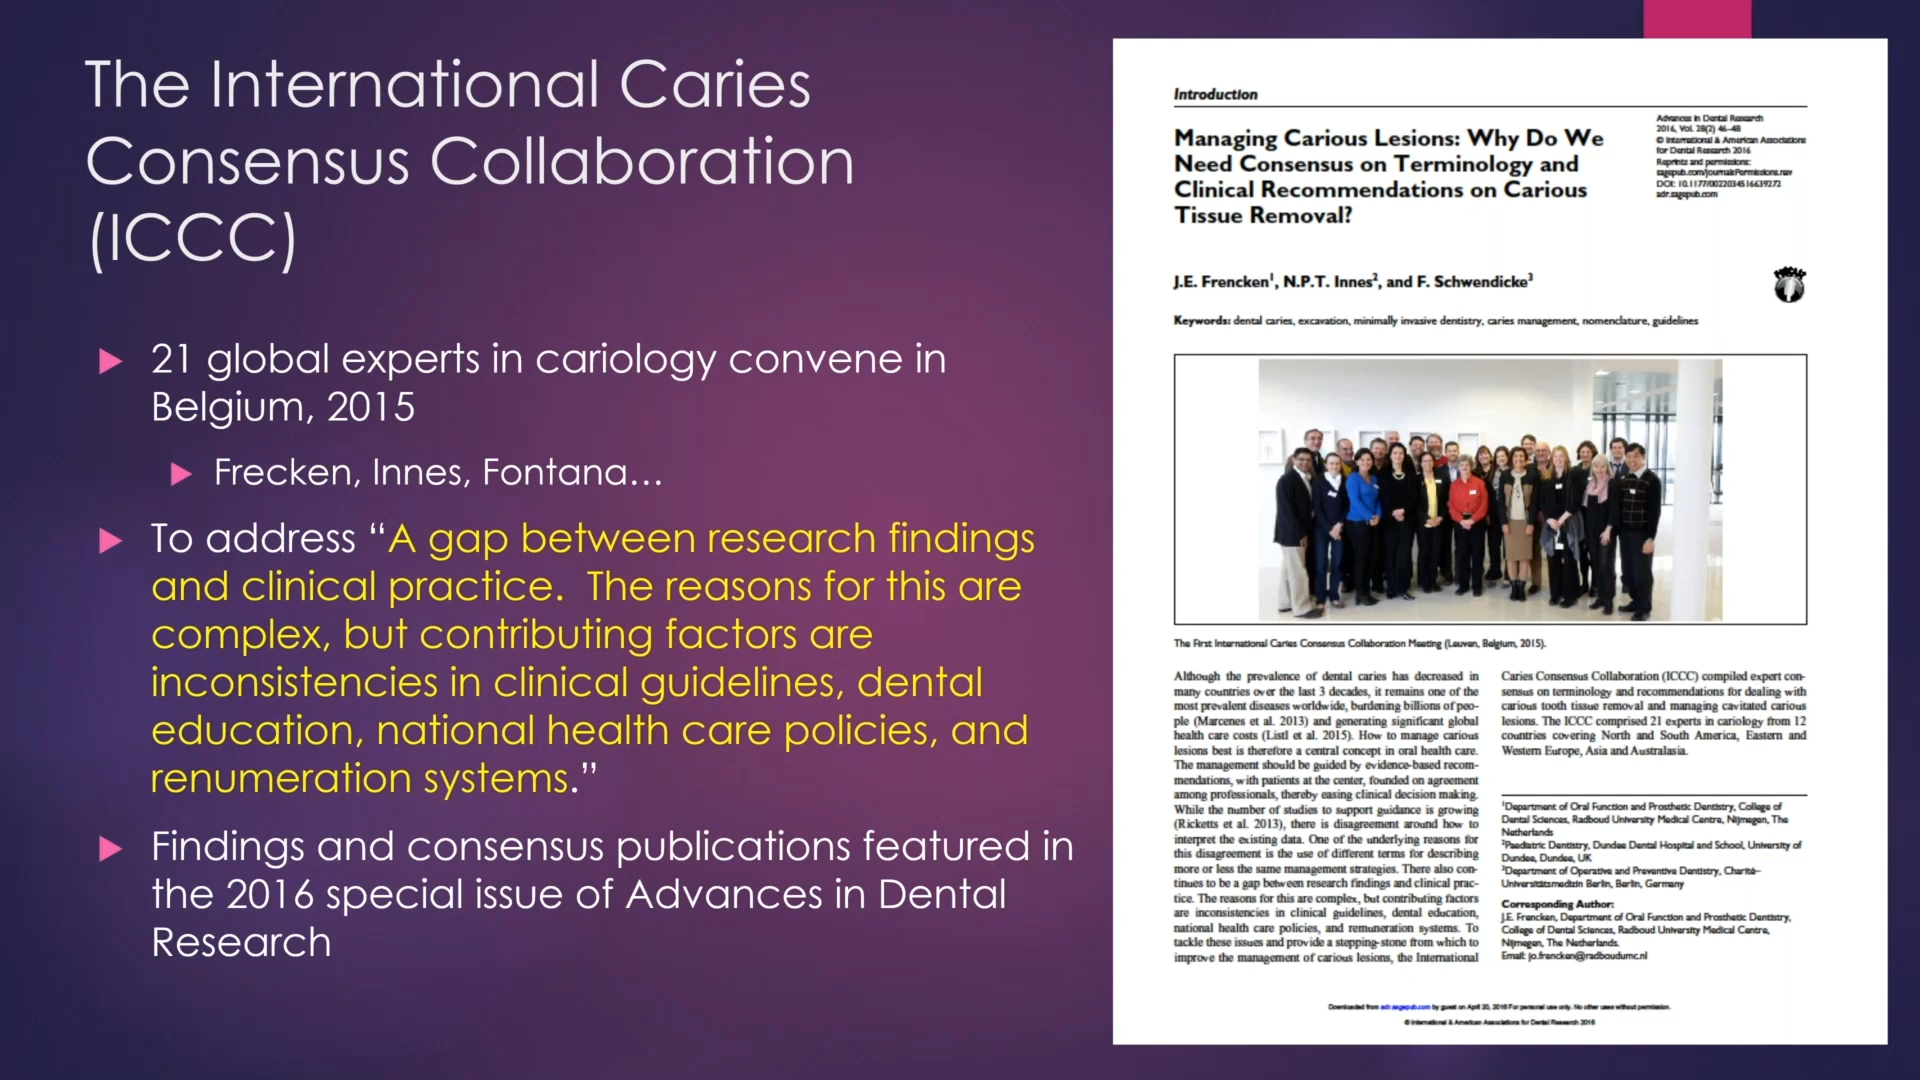 The International Caries
Consensus Collaboration
(ICCC)
21 global experts in cariology convene in
Belgium, 2015
Frecken, Innes, Fontana…
To address “A gap between research findings
and clinical practice.  The reasons for this are
complex, but contributing factors are
inconsistencies in clinical guidelines, dental
education, national health care policies, and
renumeration systems.”
Findings and consensus publications featured in
the 2016 special issue of Advances in Dental
Research
Introduction
Managing Carious Lesions: Why Do We
Need Consensus on Terminology and
Clinical Recommendations on Carious
Tissue Removal?
Advances in Dental Research
2016, Vol. 28(2) 46–48
© International & American Associations
for Dental Research 2016
Reprints and permissions:
sagepub.com/journalsPermissions.nav
DOI: 10.1177/0022034516639272
adr.sagepub.com
J.E. Frencken¹, N.P.T. Innes², and F. Schwendicke³
Keywords: dental caries, excavation, minimally invasive dentistry, caries management, nomenclature, guidelines
The First International Caries Consensus Collaboration Meeting (Leuven, Belgium, 2015).
Although the prevalence of dental caries has decreased in
many countries over the last 3 decades, it remains one of the
most prevalent diseases worldwide, burdening billions of peo-
ple (Marcenes et al. 2013) and generating significant global
health care costs (Listl et al. 2015). How to manage carious
lesions best is therefore a central concept in oral health care.
The management should be guided by evidence-based recom-
mendations, with patients at the center, founded on agreement
among professionals, thereby easing clinical decision making.
While the number of studies to support guidance is growing
(Ricketts et al. 2013), there is disagreement around how to
interpret the existing data. One of the underlying reasons for
this disagreement is the use of different terms for describing
more or less the same management strategies. There also con-
tinues to be a gap between research findings and clinical prac-
tice. The reasons for this are complex, but contributing factors
are inconsistencies in clinical guidelines, dental education,
national health care policies, and remuneration systems. To
tackle these issues and provide a stepping-stone from which to
improve the management of carious lesions, the International
Caries Consensus Collaboration (ICCC) compiled expert con-
sensus on terminology and recommendations for dealing with
carious tooth tissue removal and managing cavitated carious
lesions. The ICCC comprised 21 experts in cariology from 12
countries covering North and South America, Eastern and
Western Europe, Asia and Australasia.
¹Department of Oral Function and Prosthetic Dentistry, College of
Dental Sciences, Radboud University Medical Centre, Nijmegen, The
Netherlands
²Paediatric Dentistry, Dundee Dental Hospital and School, University of
Dundee, Dundee, UK
³Department of Operative and Preventive Dentistry, Charité–
Universitätsmedizin Berlin, Berlin, Germany
Corresponding Author:
J.E. Frencken, Department of Oral Function and Prosthetic Dentistry,
College of Dental Sciences, Radboud University Medical Centre,
Nijmegen, The Netherlands.
Email: jo.frencken@radboudumc.nl
Downloaded from adr.sagepub.com by guest on April 20, 2016 For personal use only. No other uses without permission.
© International & American Associations for Dental Research 2016